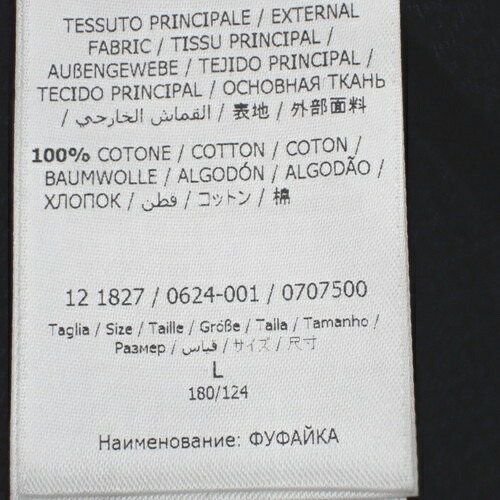 TESSUTO PRINCIPALE / EXTERNAL
FABRIC / TISSU PRINCIPAL /
AUßENGEWEBE / TEJIDO PRINCIPAL /
TECIDO PRINCIPAL / ОСНОВНАЯ ТКАНЬ
/ القماش الخارجي / 表地 / 外部面料
100% COTONE / COTTON / COTON /
BAUMWOLLE / ALGODÓN / ALGODÃO /
ХЛОПОК / قطن / コットン / 棉
12 1827 / 0624-001 / 0707500
Taglia / Size / Taille / Größe / Talla / Tamanho /
Размер / قياس / サイズ / 尺寸
L
180/124
Наименование: ФУФАЙКА